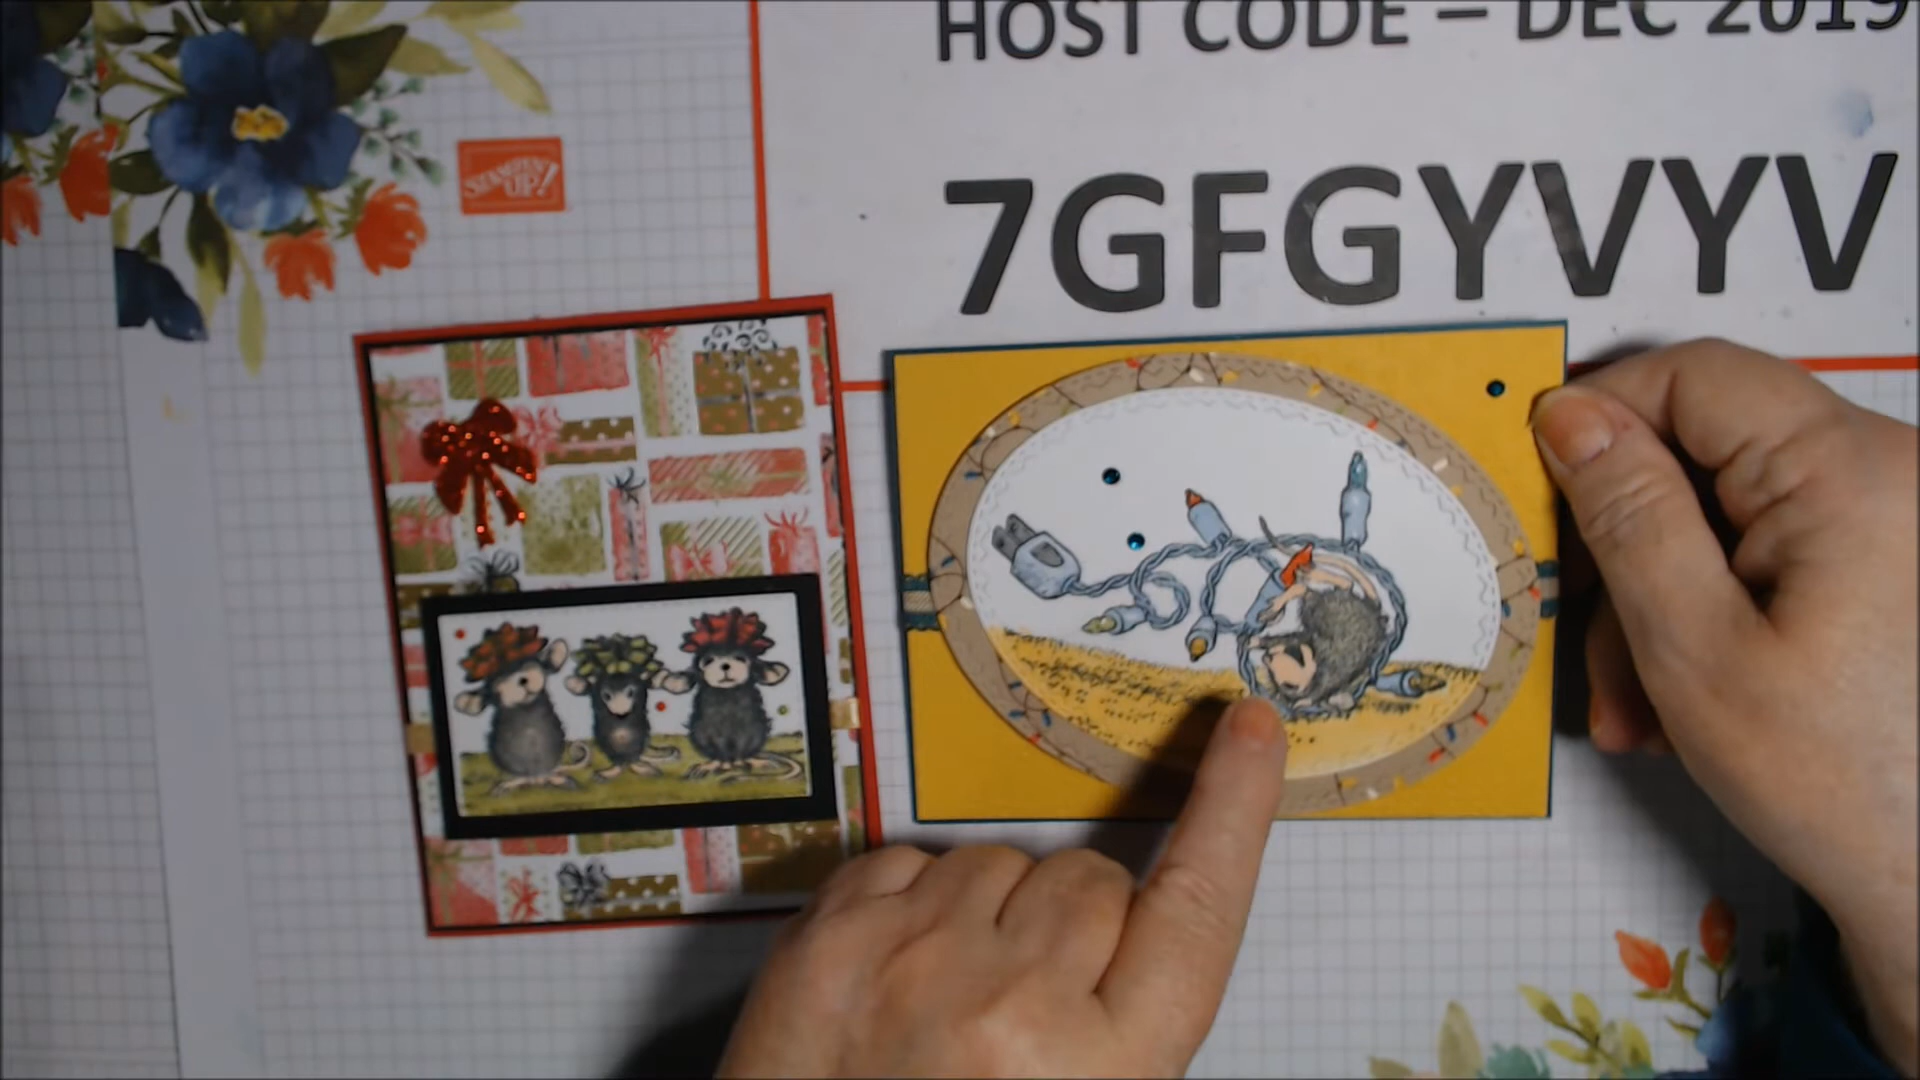 HOST CODE – DEC 2019
7GFGYVYV
STAMPIN'
UP!